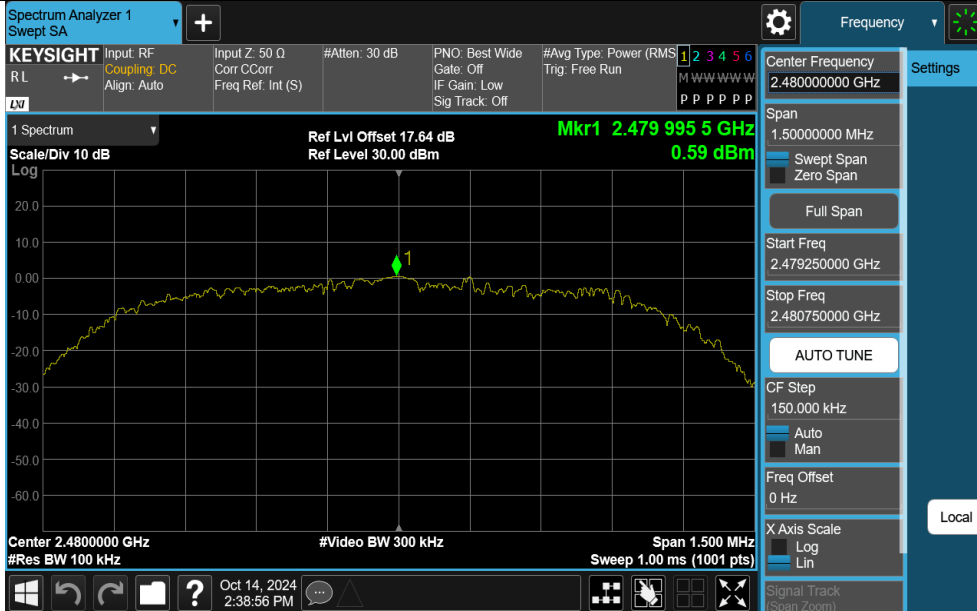 Spectrum Analyzer 1
Swept SA
+
Frequency
KEYSIGHT
R L
LXI
Input: RF
Coupling: DC
Align: Auto
Input Z: 50 Ω
Corr CCorr
Freq Ref: Int (S)
#Atten: 30 dB
PNO: Best Wide
Gate: Off
IF Gain: Low
Sig Track: Off
#Avg Type: Power (RMS
Trig: Free Run
1 2 3 4 5 6
M W W W W W
P P P P P P
1 Spectrum
Scale/Div 10 dB
Log
Ref Lvl Offset 17.64 dB
Ref Level 30.00 dBm
Mkr1 2.479 995 5 GHz
0.59 dBm
1
20.0
10.0
0.00
-10.0
-20.0
-30.0
-40.0
-50.0
-60.0
Center 2.4800000 GHz
#Res BW 100 kHz
#Video BW 300 kHz
Span 1.500 MHz
Sweep 1.00 ms (1001 pts)
?
Oct 14, 2024
2:38:56 PM
Center Frequency
2.480000000 GHz
Span
1.50000000 MHz
Swept Span
Zero Span
Full Span
Start Freq
2.479250000 GHz
Stop Freq
2.480750000 GHz
AUTO TUNE
CF Step
150.000 kHz
Auto
Man
Freq Offset
0 Hz
X Axis Scale
Log
Lin
Signal Track
(Span Zoom)
Settings
Local